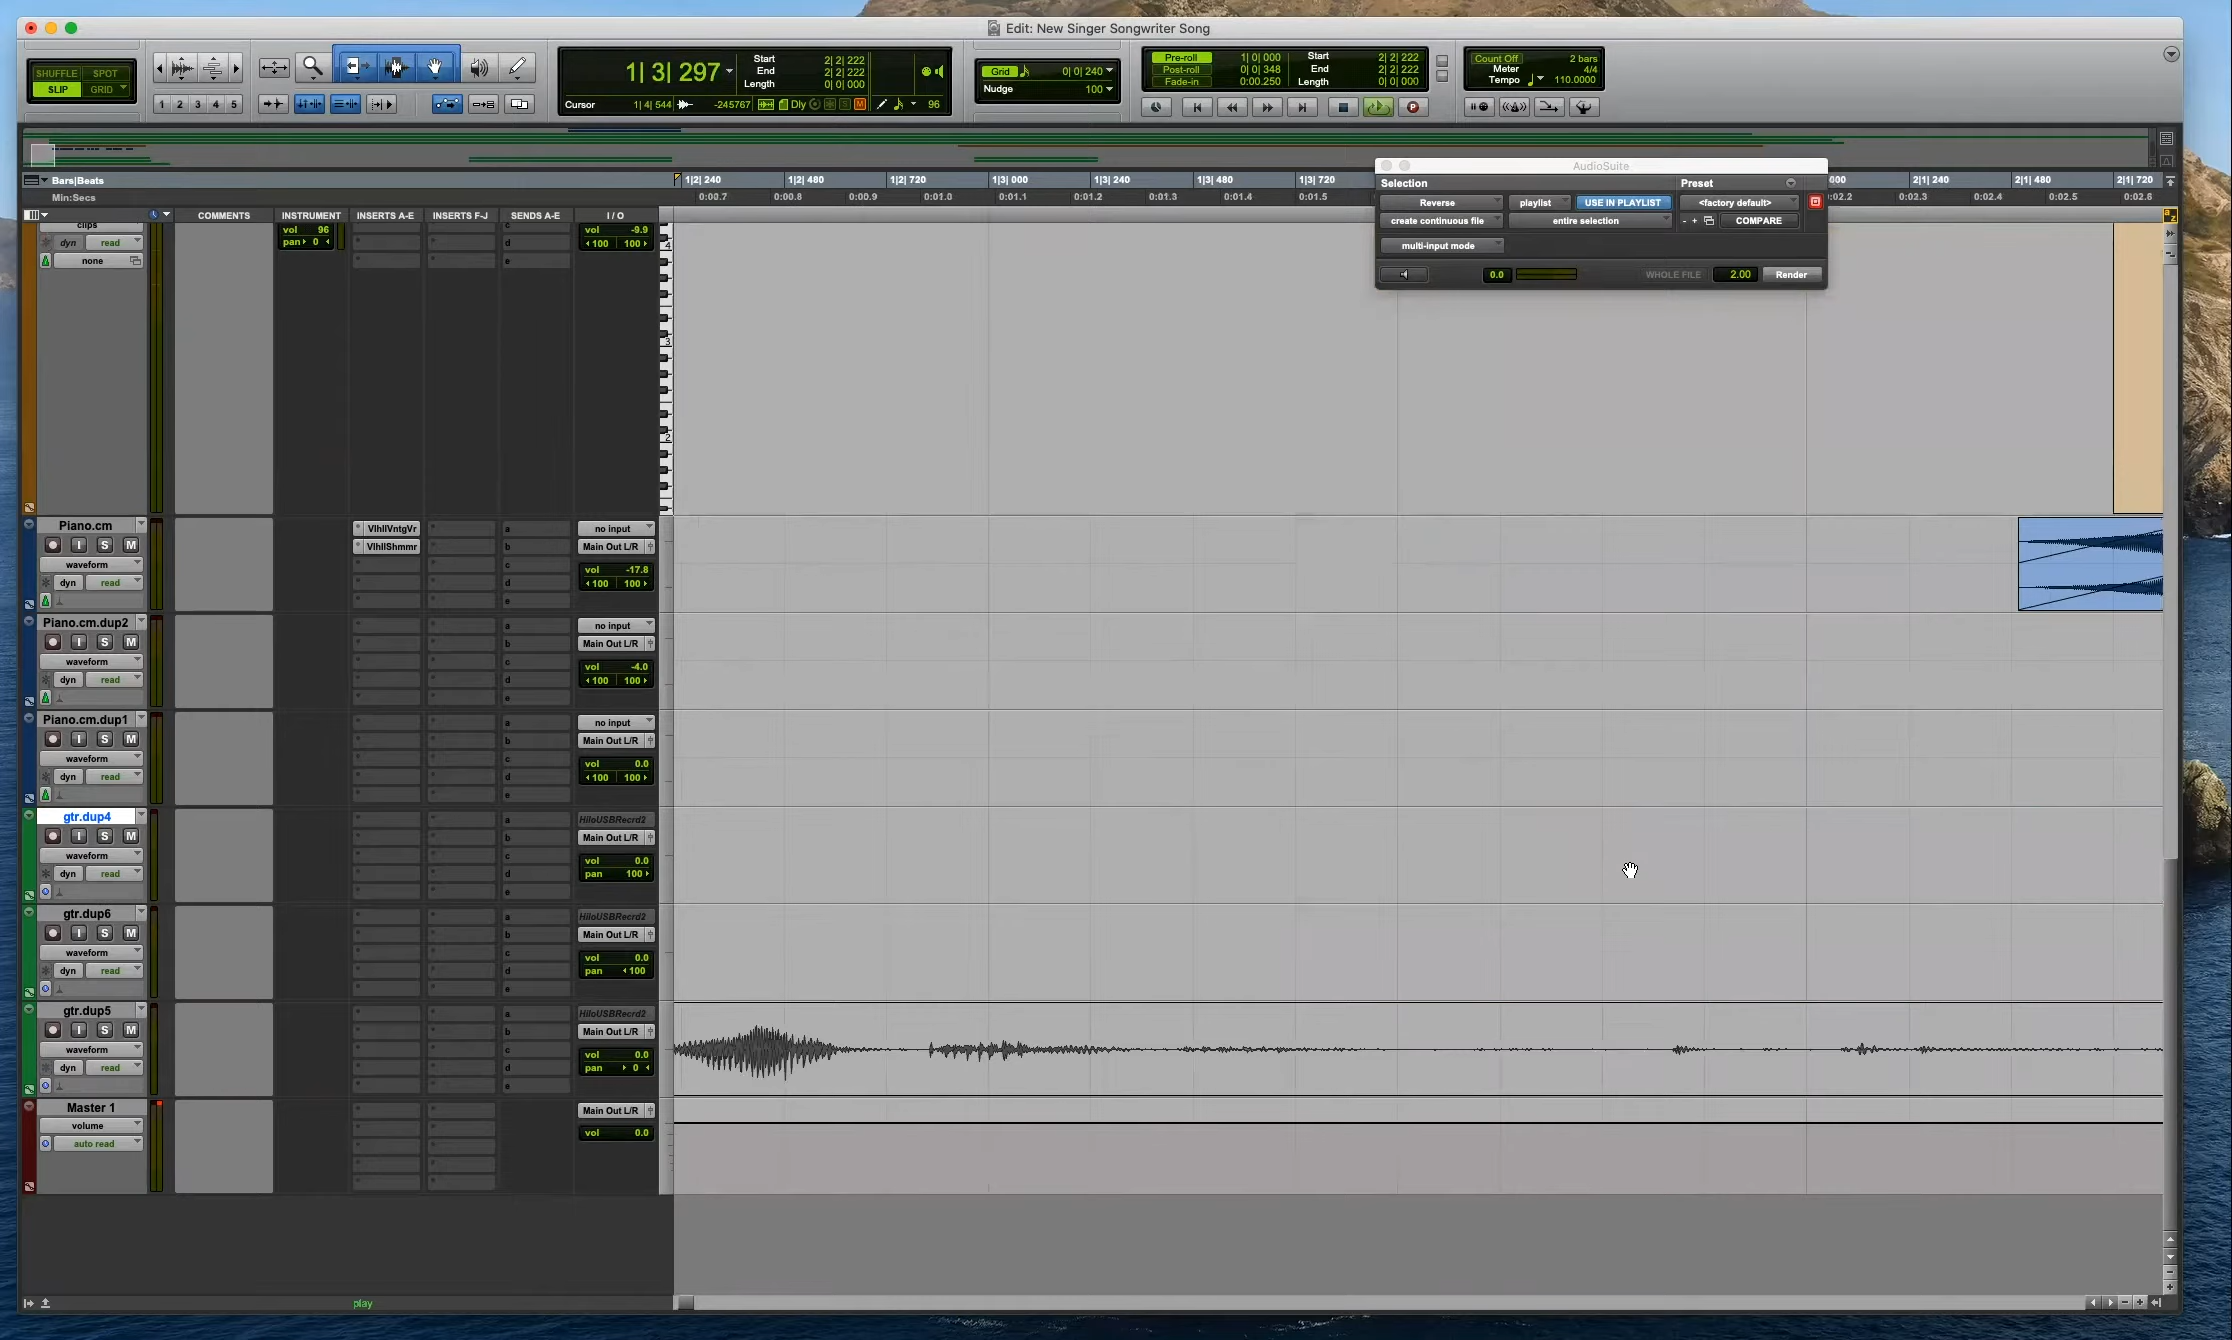 Edit: New Singer Songwriter Song
SHUFFLE SPOT
SLIP GRID
1 2 3 4 5
1| 3| 297
Start 2| 2| 222
End 2| 2| 222
Length 0| 0| 000
Cursor 1| 4| 544 -245767 Dly S M 96
Grid 0| 0| 240
Nudge 100
Pre-roll 1| 0| 000 Start 2| 2| 222
Post-roll 0| 0| 348 End 2| 2| 222
Fade-in 0:00.250 Length 0| 0| 000
P
Count Off 2 bars
Meter 4/4
Tempo 110.0000
Bars|Beats 1|2| 240 1|2| 480 1|2| 720 1|3| 000 1|3| 240 1|3| 480 1|3| 720 000 2|1| 240 2|1| 480 2|1| 720
Min:Secs 0:00.7 0:00.8 0:00.9 0:01.0 0:01.1 0:01.2 0:01.3 0:01.4 0:01.5 0:02.2 0:02.3 0:02.4 0:02.5 0:02.6
a z
AudioSuite
Selection Preset
Reverse playlist USE IN PLAYLIST <factory default>
create continuous file entire selection - + COMPARE
multi-input mode
0.0 WHOLE FILE 2.00 Render
COMMENTS INSTRUMENT INSERTS A-E INSERTS F-J SENDS A-E I / O
clips vol 96 c vol -9.9
pan 0 d 100 100
dyn read
none e
4
3
2
Piano.cm VlhllVntgVr a no input
I S M VlhllShmmr b Main Out L/R
waveform c vol -17.8
dyn read d 100 100
e
Piano.cm.dup2 a no input
I S M b Main Out L/R
waveform c vol -4.0
dyn read d 100 100
e
Piano.cm.dup1 a no input
I S M b Main Out L/R
waveform c vol 0.0
dyn read d 100 100
e
gtr.dup4 a HiloUSBRecrd2
I S M b Main Out L/R
waveform c vol 0.0
dyn read d pan 100
e
gtr.dup6 a HiloUSBRecrd2
I S M b Main Out L/R
waveform c vol 0.0
dyn read d pan 100
e
gtr.dup5 a HiloUSBRecrd2
I S M b Main Out L/R
waveform c vol 0.0
dyn read d pan 0
e
Master 1 Main Out L/R
volume vol 0.0
auto read
play